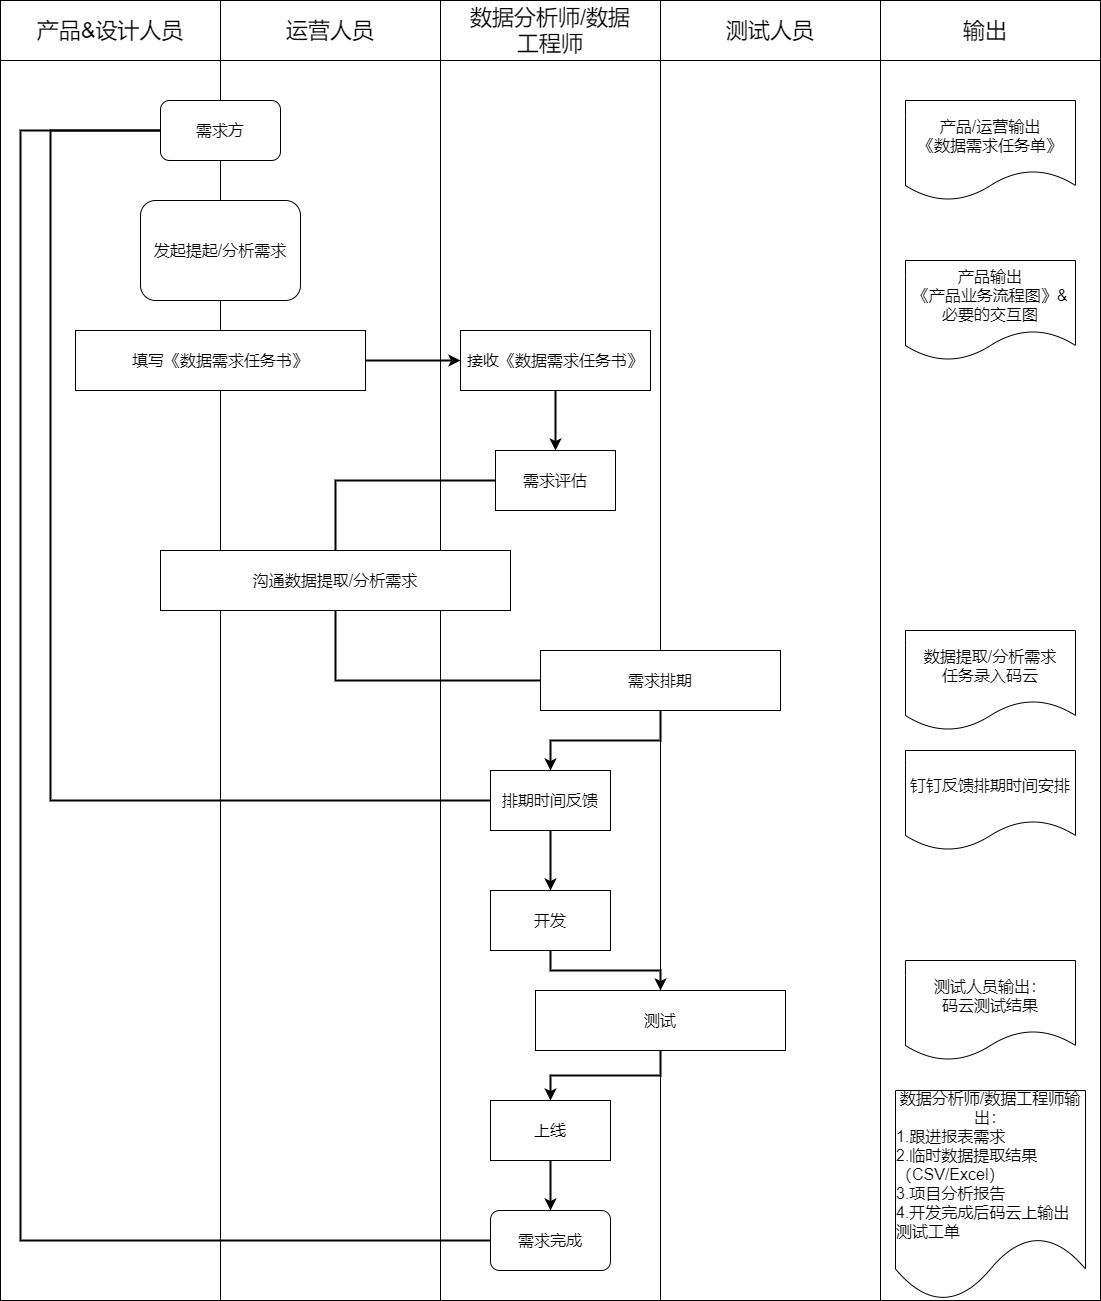 产品&设计人员
运营人员
数据分析师/数据
工程师
测试人员
输出
需求方
产品/运营输出
《数据需求任务单》
发起提起/分析需求
产品输出
《产品业务流程图》&
必要的交互图
填写《数据需求任务书》
接收《数据需求任务书》
需求评估
沟通数据提取/分析需求
需求排期
数据提取/分析需求
任务录入码云
排期时间反馈
钉钉反馈排期时间安排
开发
测试人员输出：
码云测试结果
测试
上线
数据分析师/数据工程师输
出：
1.跟进报表需求
2.临时数据提取结果
（CSV/Excel）
3.项目分析报告
4.开发完成后码云上输出
测试工单
需求完成